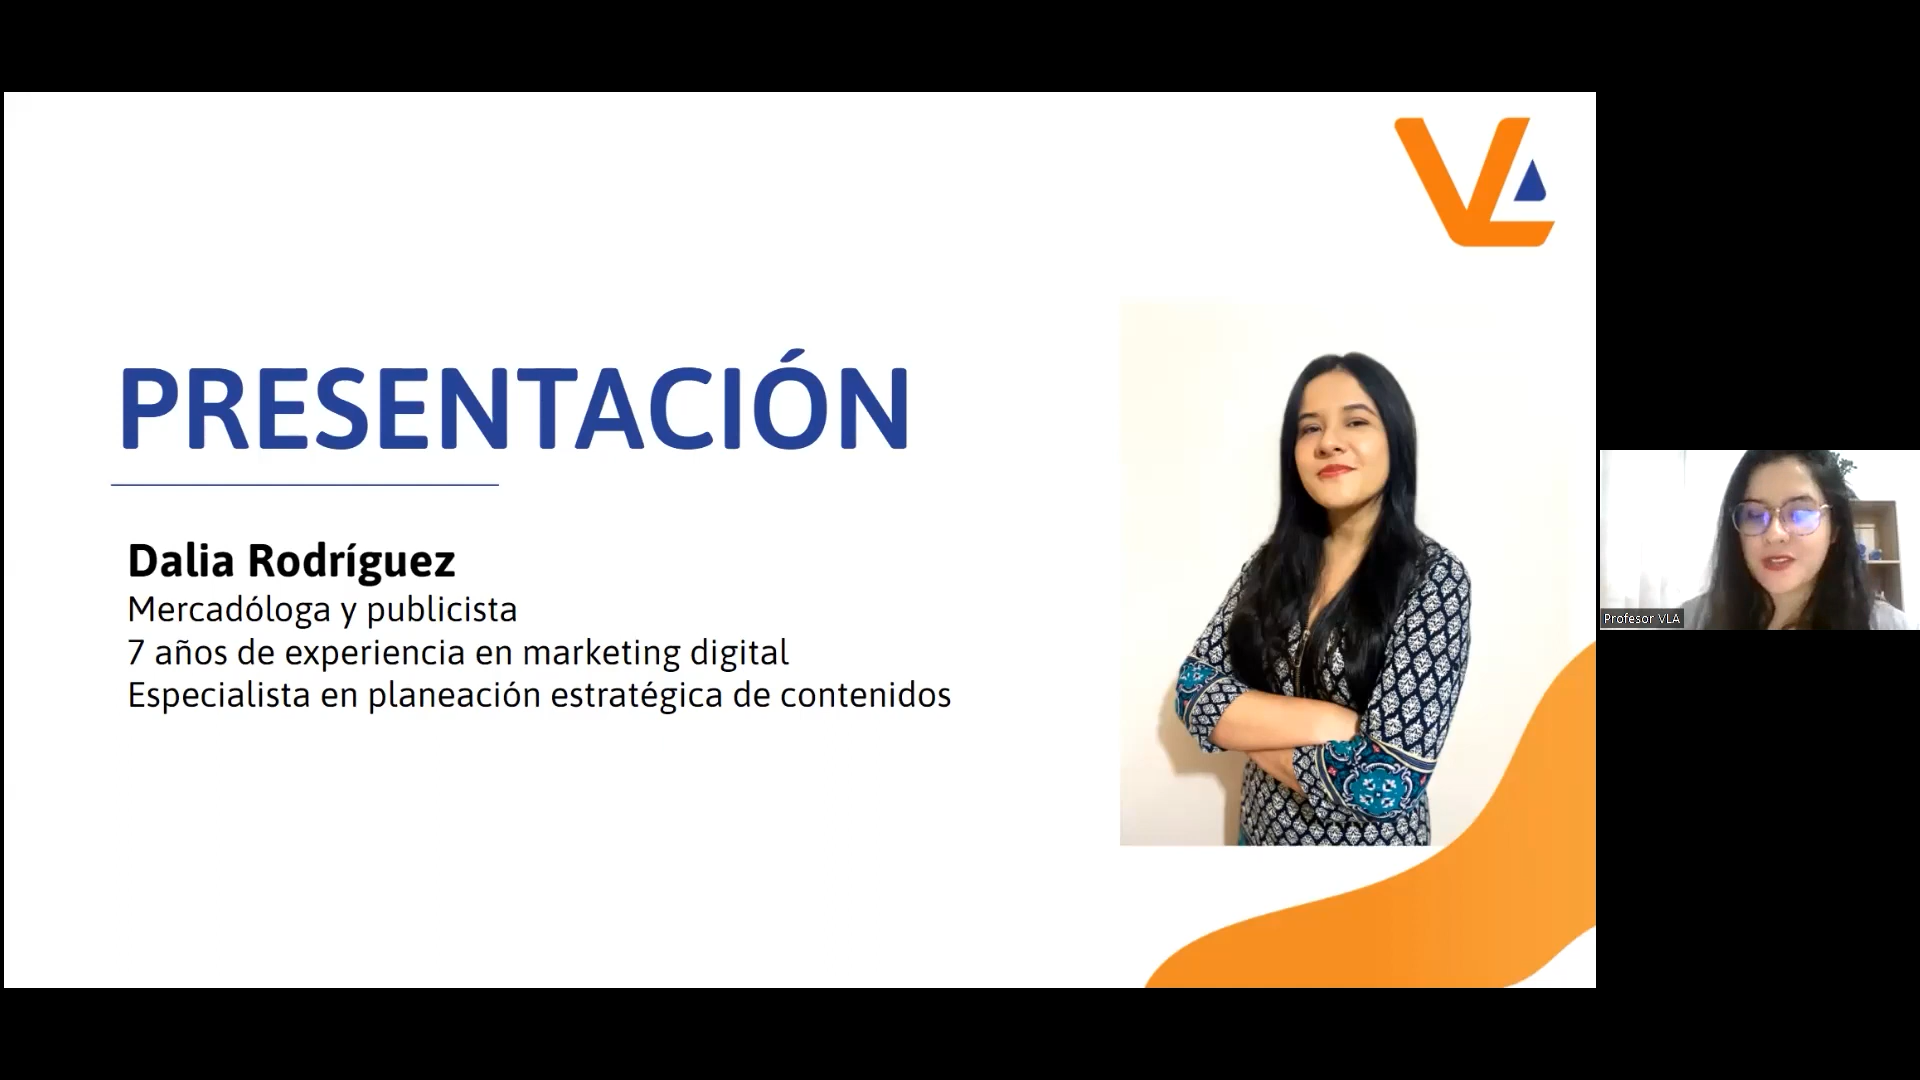 VLA
PRESENTACIÓN
Dalia Rodríguez
Mercadóloga y publicista
7 años de experiencia en marketing digital
Especialista en planeación estratégica de contenidos
Profesor VLA